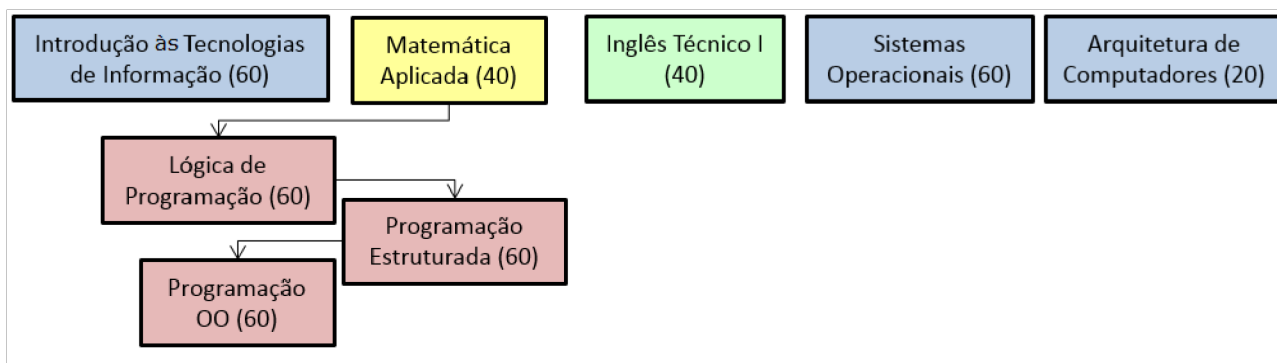 Introdução às Tecnologias
de Informação (60)
Matemática
Aplicada (40)
Inglês Técnico I
(40)
Sistemas
Operacionais (60)
Arquitetura de
Computadores (20)
Lógica de
Programação (60)
Programação
Estruturada (60)
Programação
OO (60)